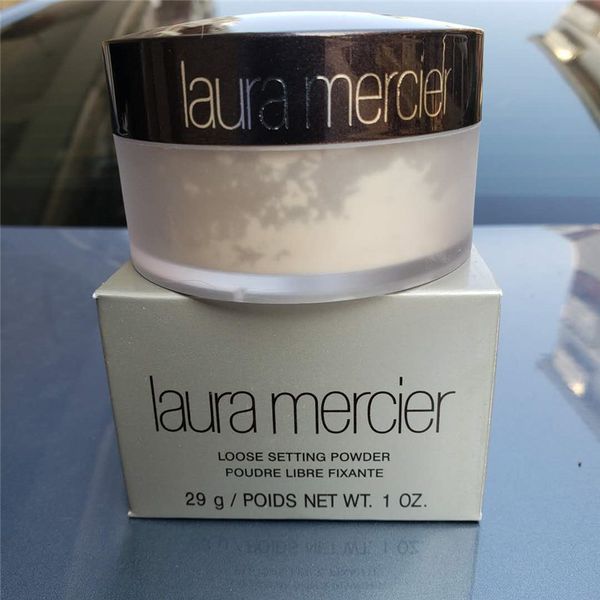 laura mercier
laura mercier
LOOSE SETTING POWDER
POUDRE LIBRE FIXANTE
29 g / POIDS NET WT. 1 OZ.